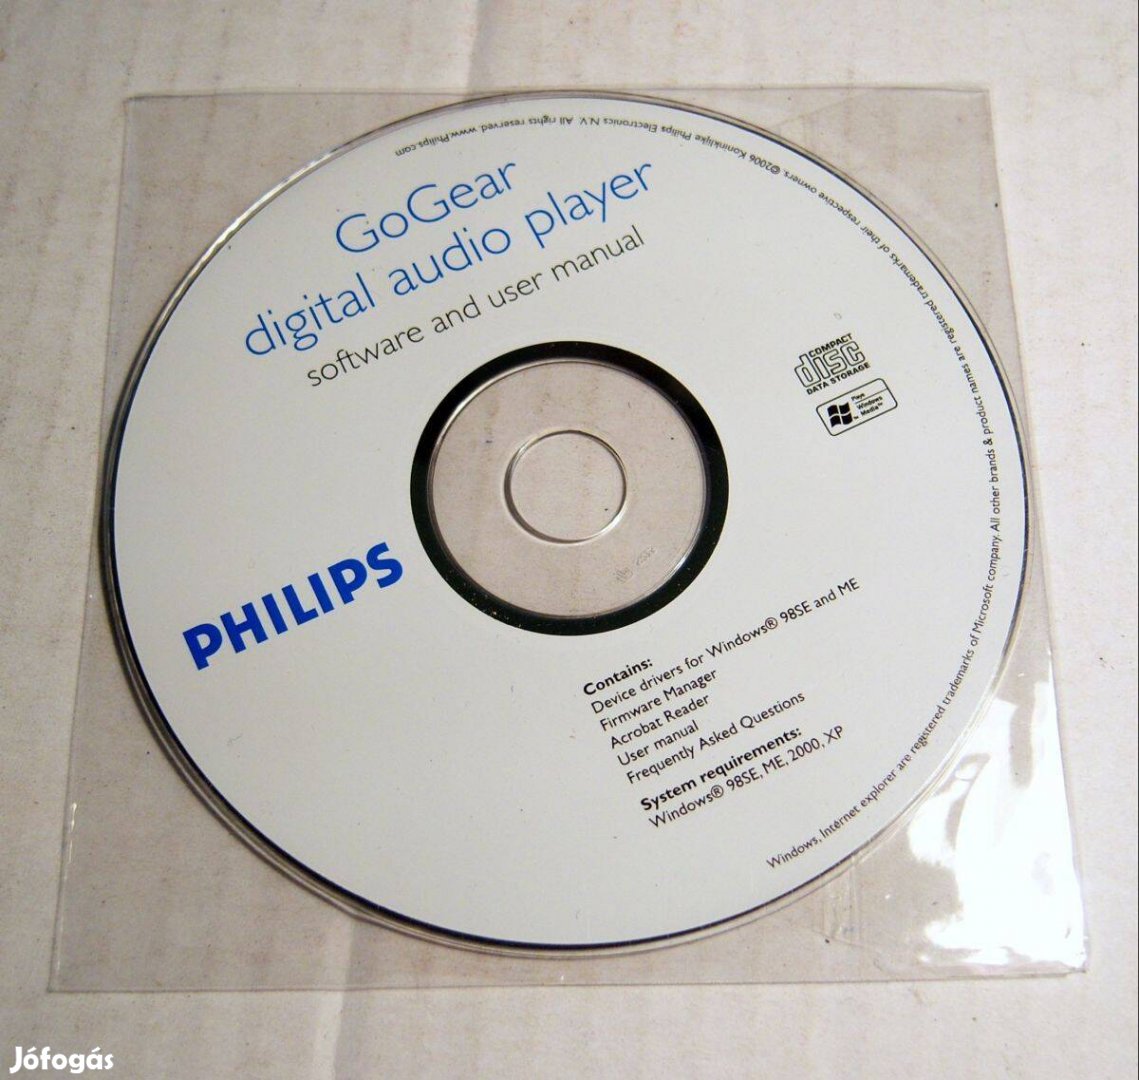 GoGear
digital audio player
software and user manual
COMPACT
disc
DATA STORAGE
Plays
Windows
Media™
PHILIPS
Contains:
Device drivers for Windows® 98SE and ME
Firmware Manager
Acrobat Reader
User manual
Frequently Asked Questions
System requirements:
Windows® 98SE, ME, 2000, XP
Windows, Internet explorer are registered trademarks of Microsoft company. All other brands & product names are registered trademarks of their respective owners. ©2006 Koninklijke Philips Electronics N.V. All rights reserved. www.Philips.com
Jófogás